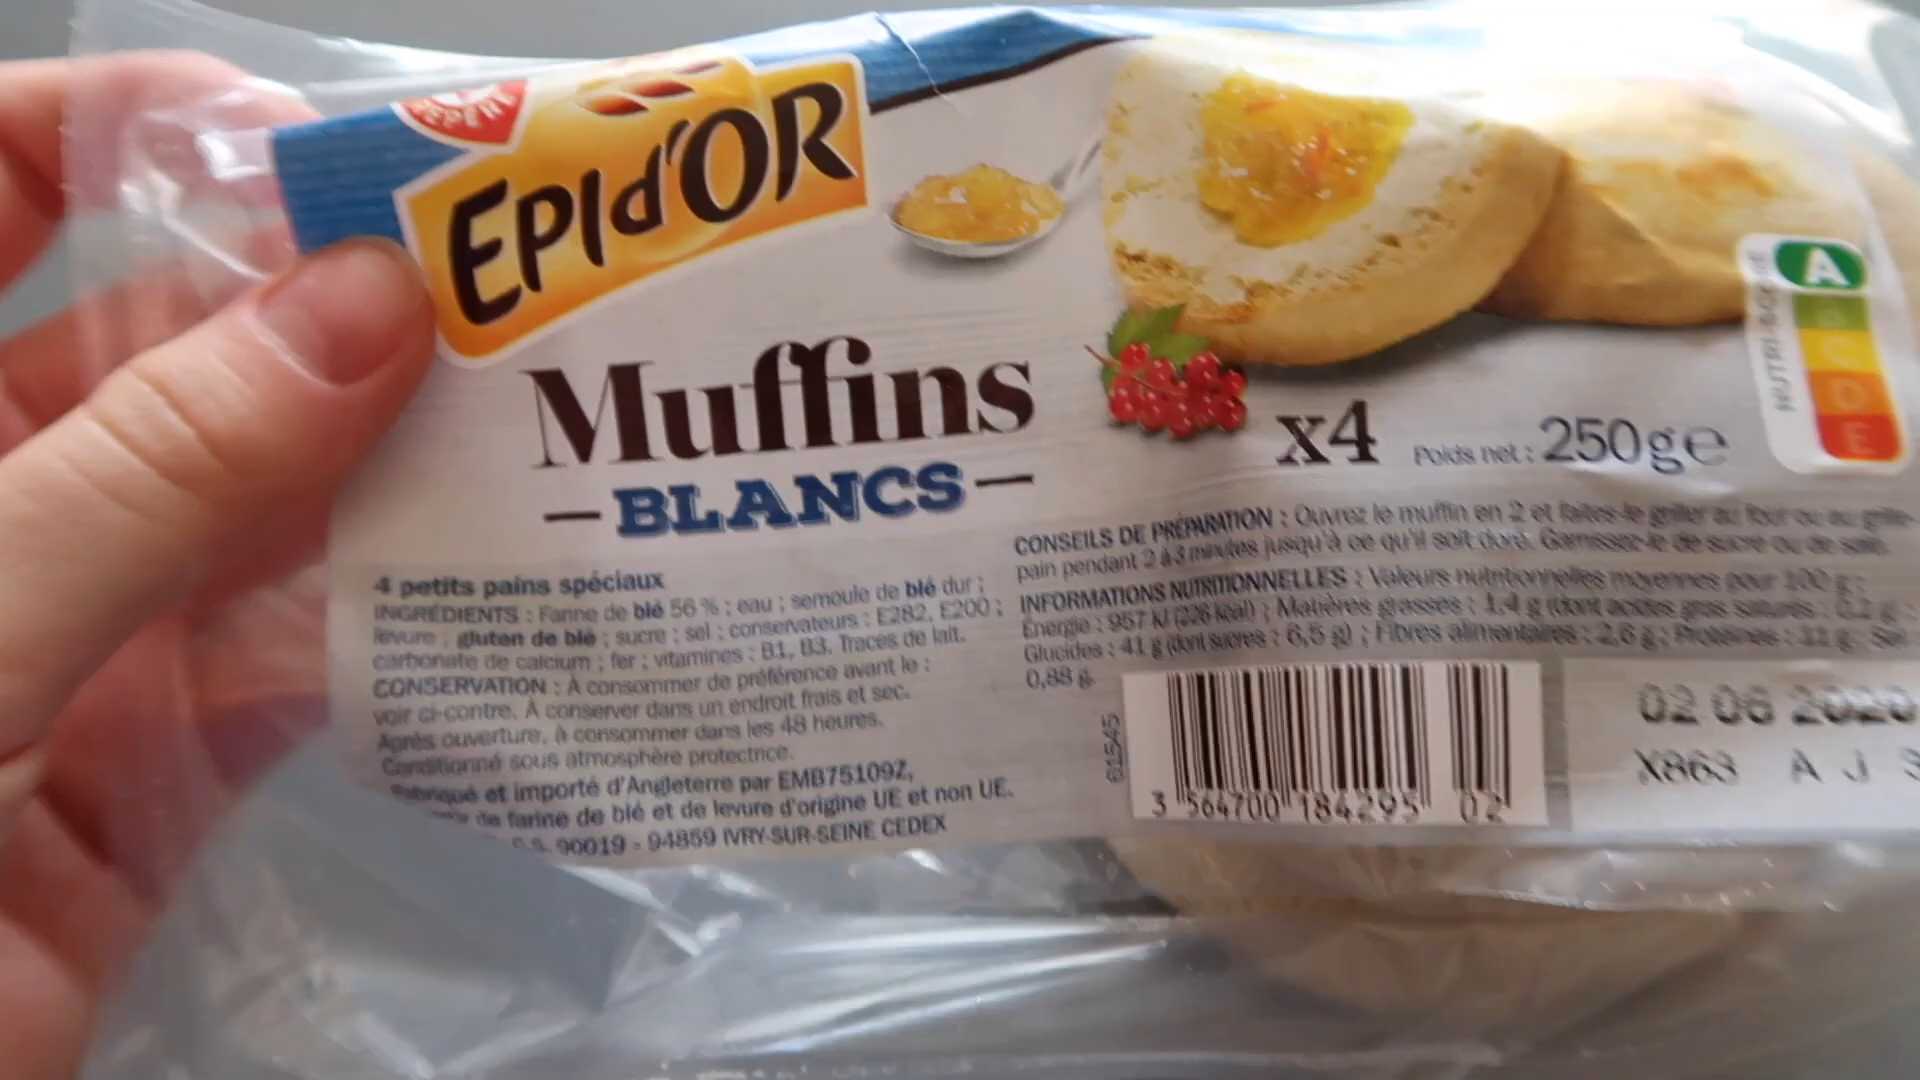 REPÈRE
EPI d'OR
Muffins
– BLANCS –
x4 Poids net : 250g e
NUTRI-SCORE
A
B
C
D
E
4 petits pains spéciaux
INGRÉDIENTS : Farine de blé 56 % ; eau ; semoule de blé dur ;
levure ; gluten de blé ; sucre ; sel ; conservateurs : E282, E200 ;
carbonate de calcium ; fer ; vitamines : B1, B3. Traces de lait.
CONSERVATION : À consommer de préférence avant le :
voir ci-contre. À conserver dans un endroit frais et sec.
Après ouverture, à consommer dans les 48 heures.
Conditionné sous atmosphère protectrice.
Fabriqué et importé d'Angleterre par EMB75109Z,
de farine de blé et de levure d'origine UE et non UE.
C.S. 90019 - 94859 IVRY-SUR-SEINE CEDEX
CONSEILS DE PRÉPARATION : Ouvrez le muffin en 2 et faites-le griller au four ou au grille-
pain pendant 2 à 3 minutes jusqu'à ce qu'il soit doré. Garnissez-le de sucré ou de salé.
INFORMATIONS NUTRITIONNELLES : Valeurs nutritionnelles moyennes pour 100 g :
Énergie : 957 kJ (226 kcal) ; Matières grasses : 1,4 g (dont acides gras saturés : 0,2 g) ;
Glucides : 41 g (dont sucres : 6,5 g) ; Fibres alimentaires : 2,6 g ; Protéines : 11 g ; Sel :
0,88 g.
61545
3 564700 184295 02
02 06 2020
X863 A J